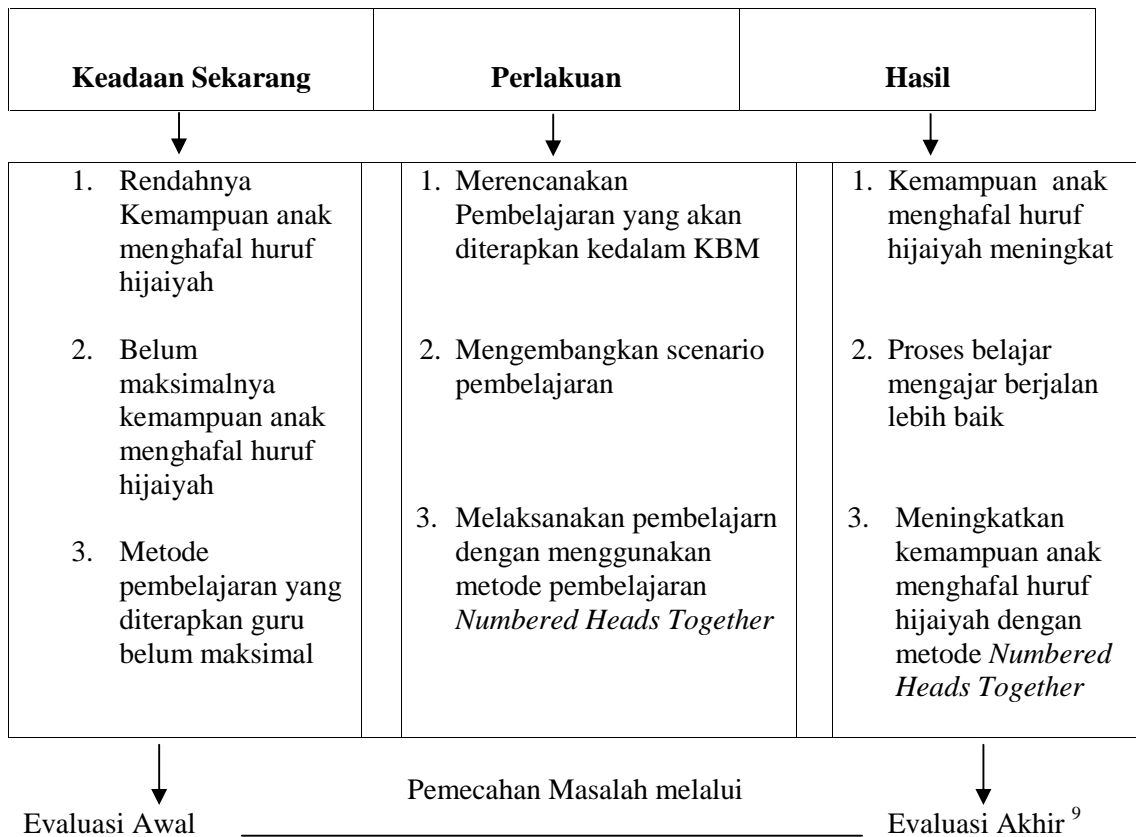 Keadaan Sekarang
Perlakuan
Hasil
1. Rendahnya
Kemampuan anak
menghafal huruf
hijaiyah
2. Belum
maksimalnya
kemampuan anak
menghafal huruf
hijaiyah
3. Metode
pembelajaran yang
diterapkan guru
belum maksimal
1. Merencanakan
Pembelajaran yang akan
diterapkan kedalam KBM
2. Mengembangkan scenario
pembelajaran
3. Melaksanakan pembelajarn
dengan menggunakan
metode pembelajaran
Numbered Heads Together
1. Kemampuan anak
menghafal huruf
hijaiyah meningkat
2. Proses belajar
mengajar berjalan
lebih baik
3. Meningkatkan
kemampuan anak
menghafal huruf
hijaiyah dengan
metode Numbered
Heads Together
Pemecahan Masalah melalui
Evaluasi Awal
Evaluasi Akhir 9